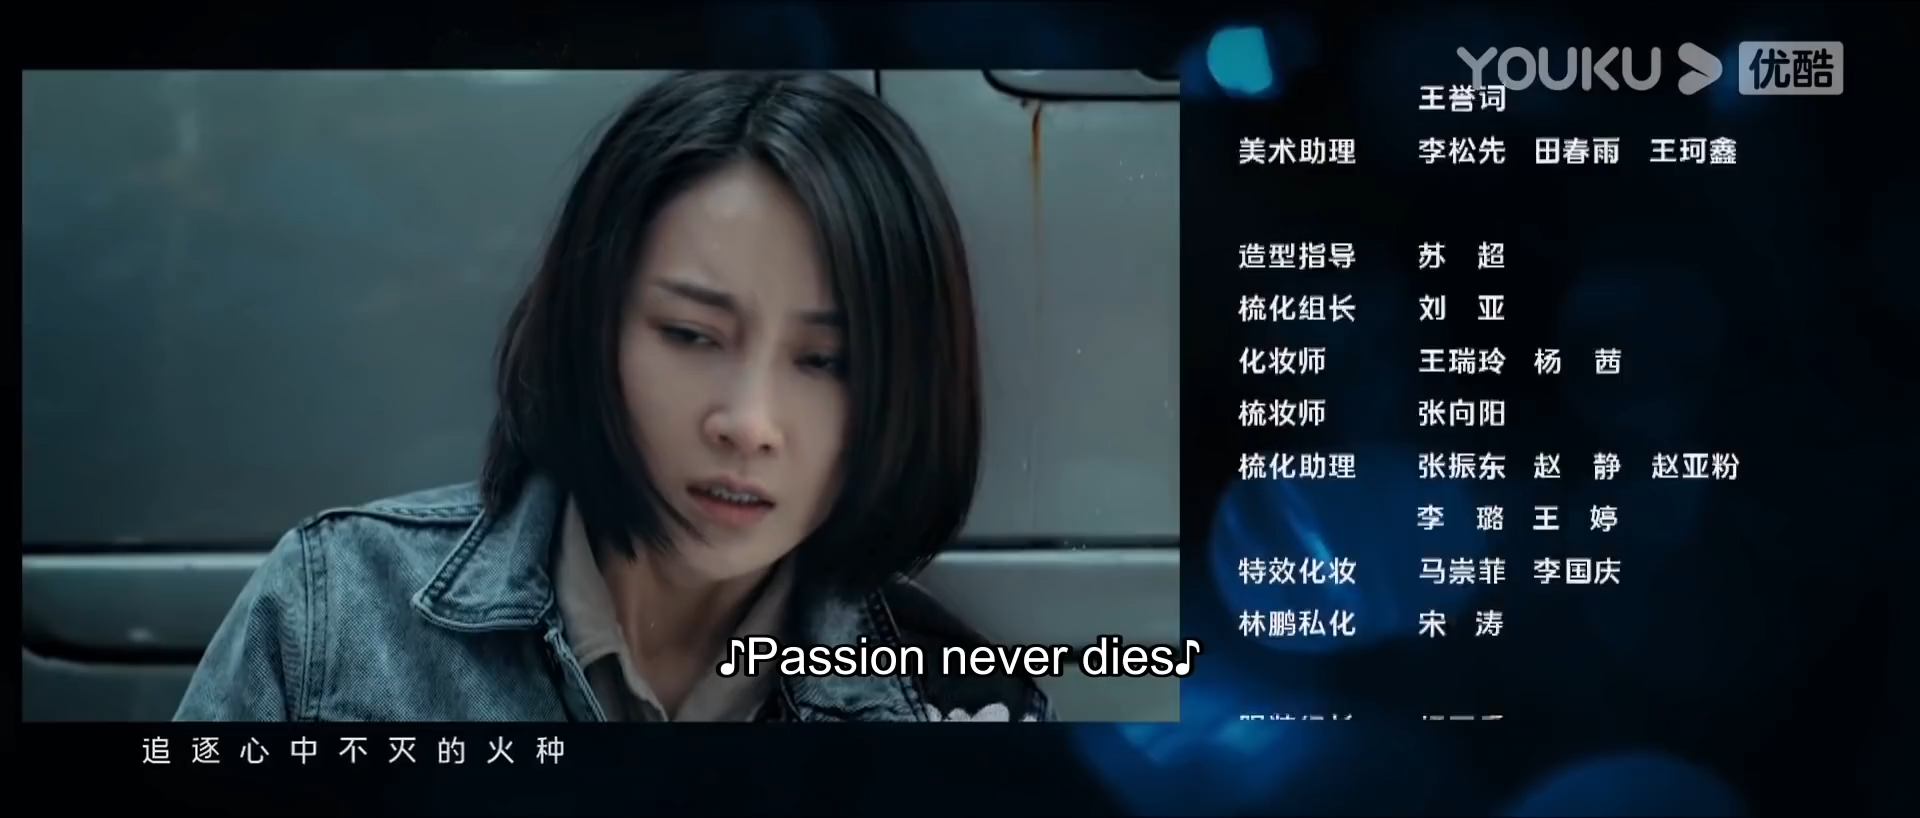 YOUKU 优酷
王誉词
美术助理 李松先 田春雨 王珂鑫
造型指导 苏 超
梳化组长 刘 亚
化妆师 王瑞玲 杨 茜
梳妆师 张向阳
梳化助理 张振东 赵 静 赵亚粉
李 璐 王 婷
特效化妆 马崇菲 李国庆
林鹏私化 宋 涛
♪Passion never dies♪
追逐心中不灭的火种